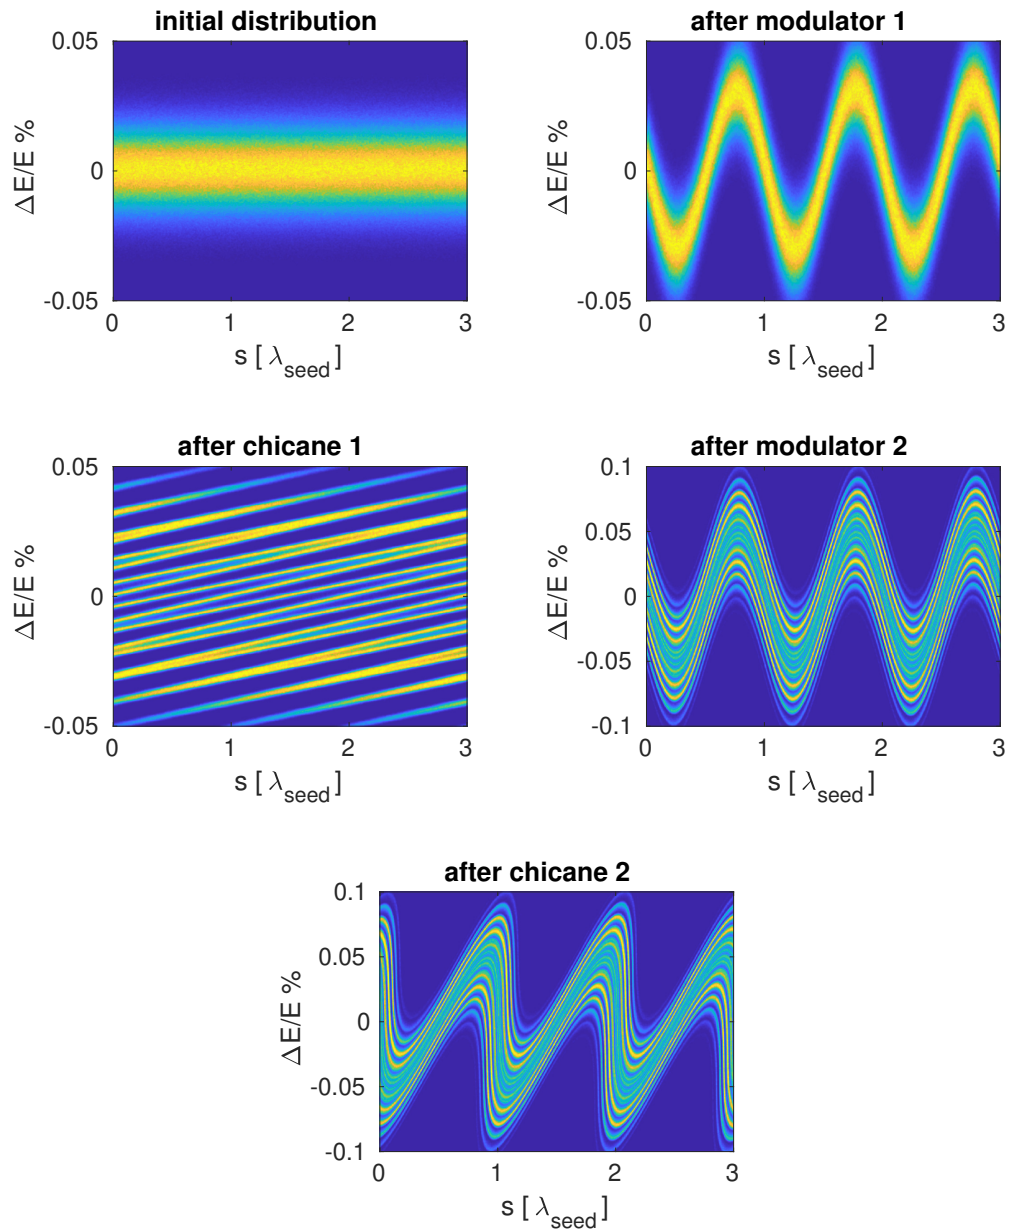 initial distribution
0.05
0
-0.05
ΔE/E %
0 1 2 3
s [ λseed ]
after modulator 1
0.05
0
-0.05
ΔE/E %
0 1 2 3
s [ λseed ]
after chicane 1
0.05
0
-0.05
ΔE/E %
0 1 2 3
s [ λseed ]
after modulator 2
0.1
0.05
0
-0.05
-0.1
ΔE/E %
0 1 2 3
s [ λseed ]
after chicane 2
0.1
0.05
0
-0.05
-0.1
ΔE/E %
0 1 2 3
s [ λseed ]